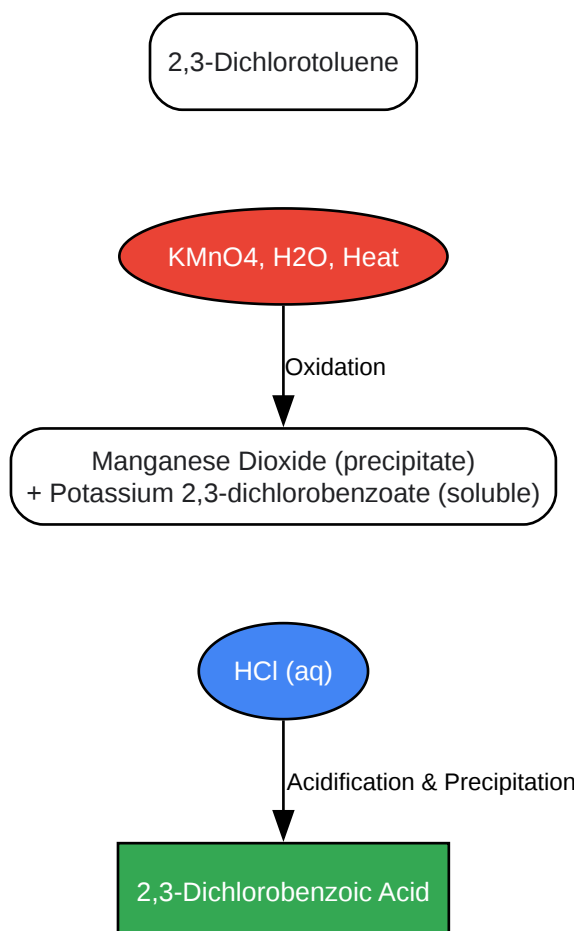 2,3-Dichlorotoluene
KMnO4, H2O, Heat
Oxidation
Manganese Dioxide (precipitate)
+ Potassium 2,3-dichlorobenzoate (soluble)
HCl (aq)
Acidification & Precipitation
2,3-Dichlorobenzoic Acid